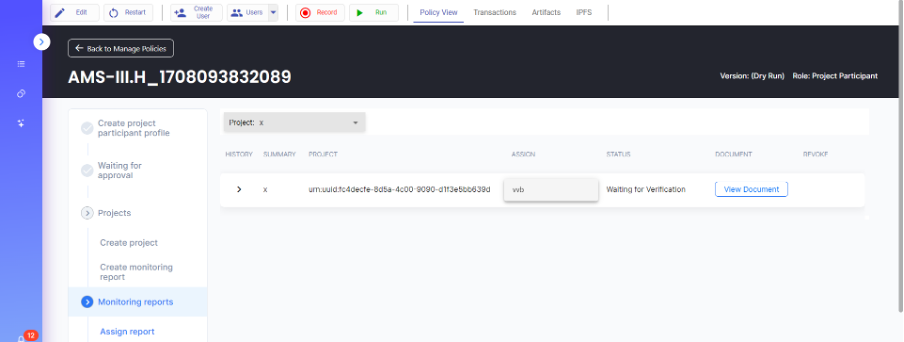 Edit
Restart
Create
User
Users
Record
Run
Policy View
Transactions
Artifacts
IPFS
Back to Manage Policies
AMS-III.H_1708093832089
Version: (Dry Run) Role: Project Participant
Create project
participant profile
Waiting for
approval
Projects
Create project
Create monitoring
report
Monitoring reports
Assign report
12
Project: x
HISTORY SUMMARY PROJECT ASSIGN STATUS DOCUMENT REVOKE
x urn:uuid:fc4decfe-8d5a-4c00-9090-d1f3e5bb639d vvb Waiting for Verification View Document